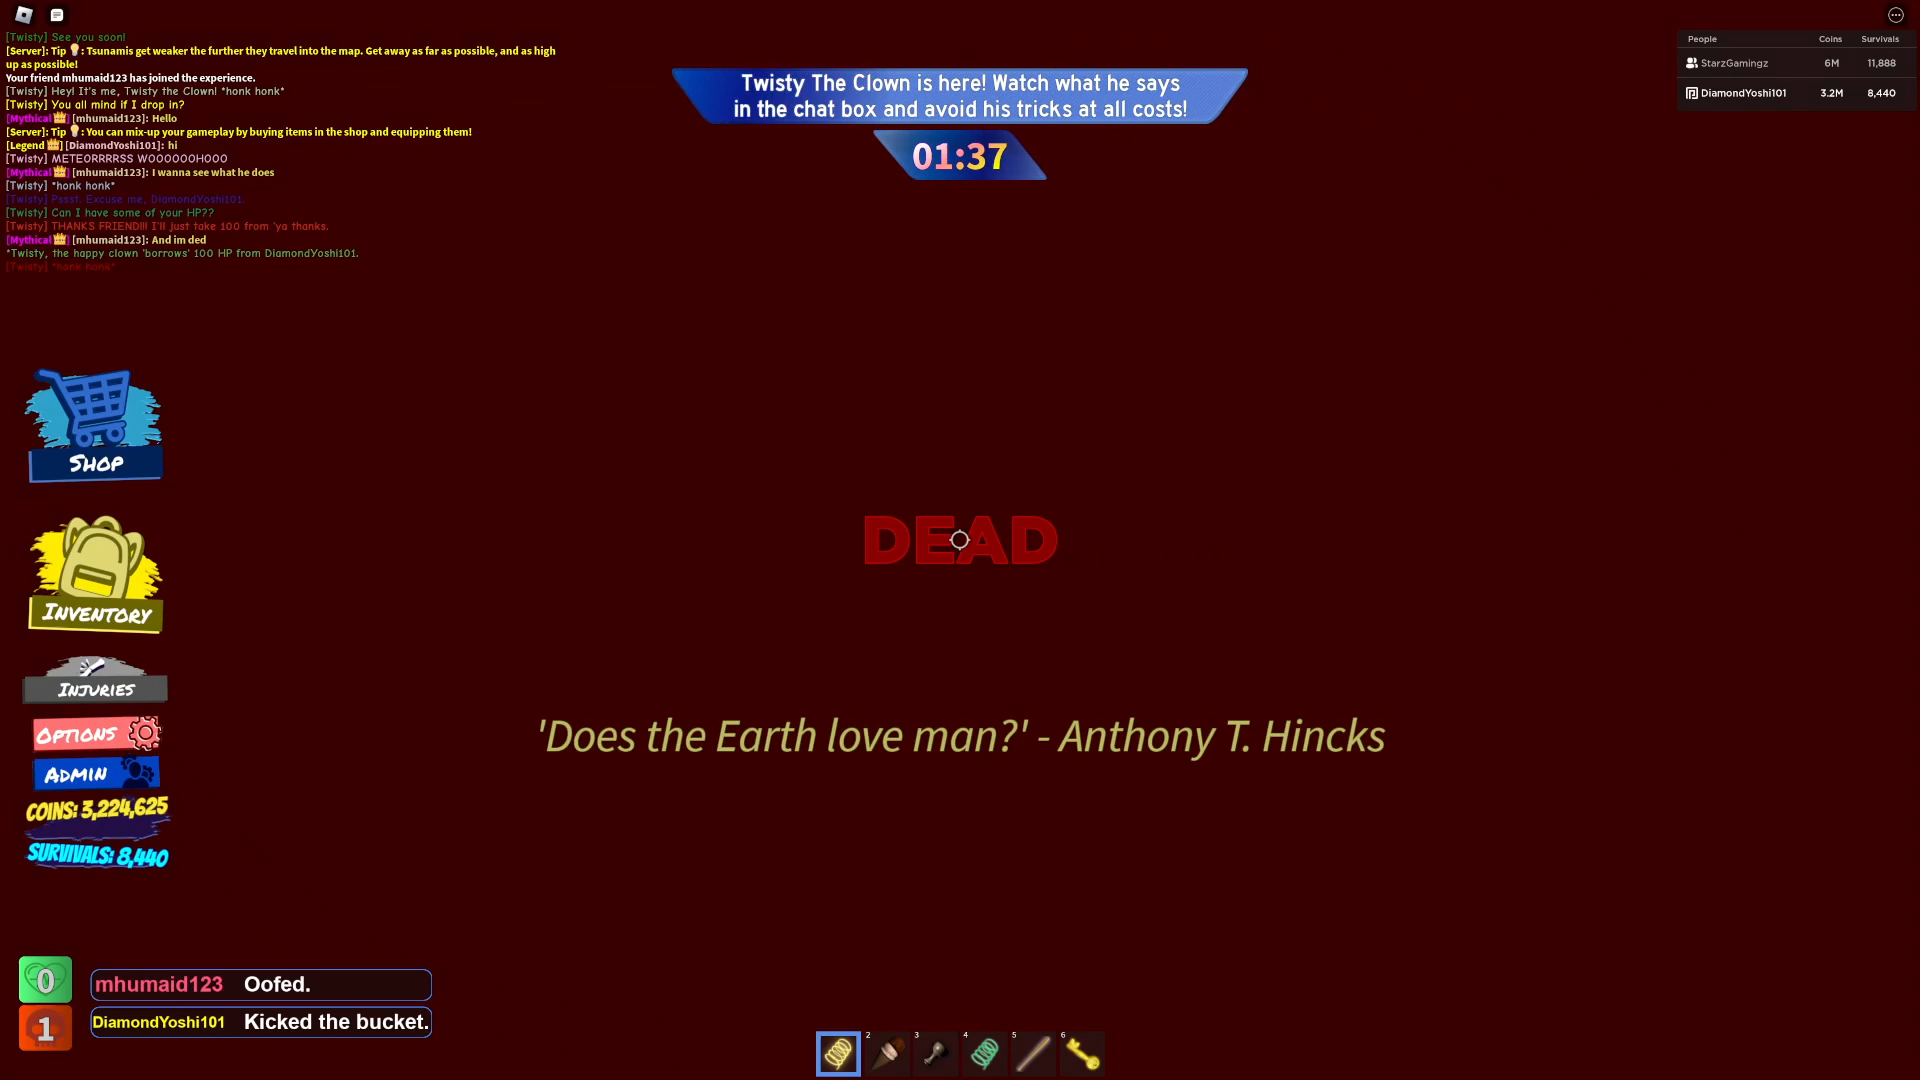 [Twisty] See you soon!
[Server]: Tip 💡: Tsunamis get weaker the further they travel into the map. Get away as far as possible, and as high
up as possible!
Your friend mhumaid123 has joined the experience.
[Twisty] Hey! It's me, Twisty the Clown! *honk honk*
[Twisty] You all mind if I drop in?
[Mythical👑] [mhumaid123]: Hello
[Server]: Tip 💡: You can mix-up your gameplay by buying items in the shop and equipping them!
[Legend👑] [DiamondYoshi101]: hi
[Twisty] METEORRRRSS WOOOOOOHOOO
[Mythical👑] [mhumaid123]: I wanna see what he does
[Twisty] *honk honk*
[Twisty] Pssst. Excuse me, DiamondYoshi101.
[Twisty] Can I have some of your HP??
[Twisty] THANKS FRIEND!!! I'll just take 100 from 'ya thanks.
[Mythical👑] [mhumaid123]: And im ded
*Twisty, the happy clown 'borrows' 100 HP from DiamondYoshi101.
[Twisty] *honk honk*
Twisty The Clown is here! Watch what he says
in the chat box and avoid his tricks at all costs!
01:37
People Coins Survivals
StarzGamingz 6M 11,888
DiamondYoshi101 3.2M 8,440
SHOP
INVENTORY
INJURIES
OPTIONS
ADMIN
COINS: 3,224,625
SURVIVALS: 8,440
DEAD
'Does the Earth love man?' - Anthony T. Hincks
0
1
mhumaid123 Oofed.
DiamondYoshi101 Kicked the bucket.
2 3 4 5 6